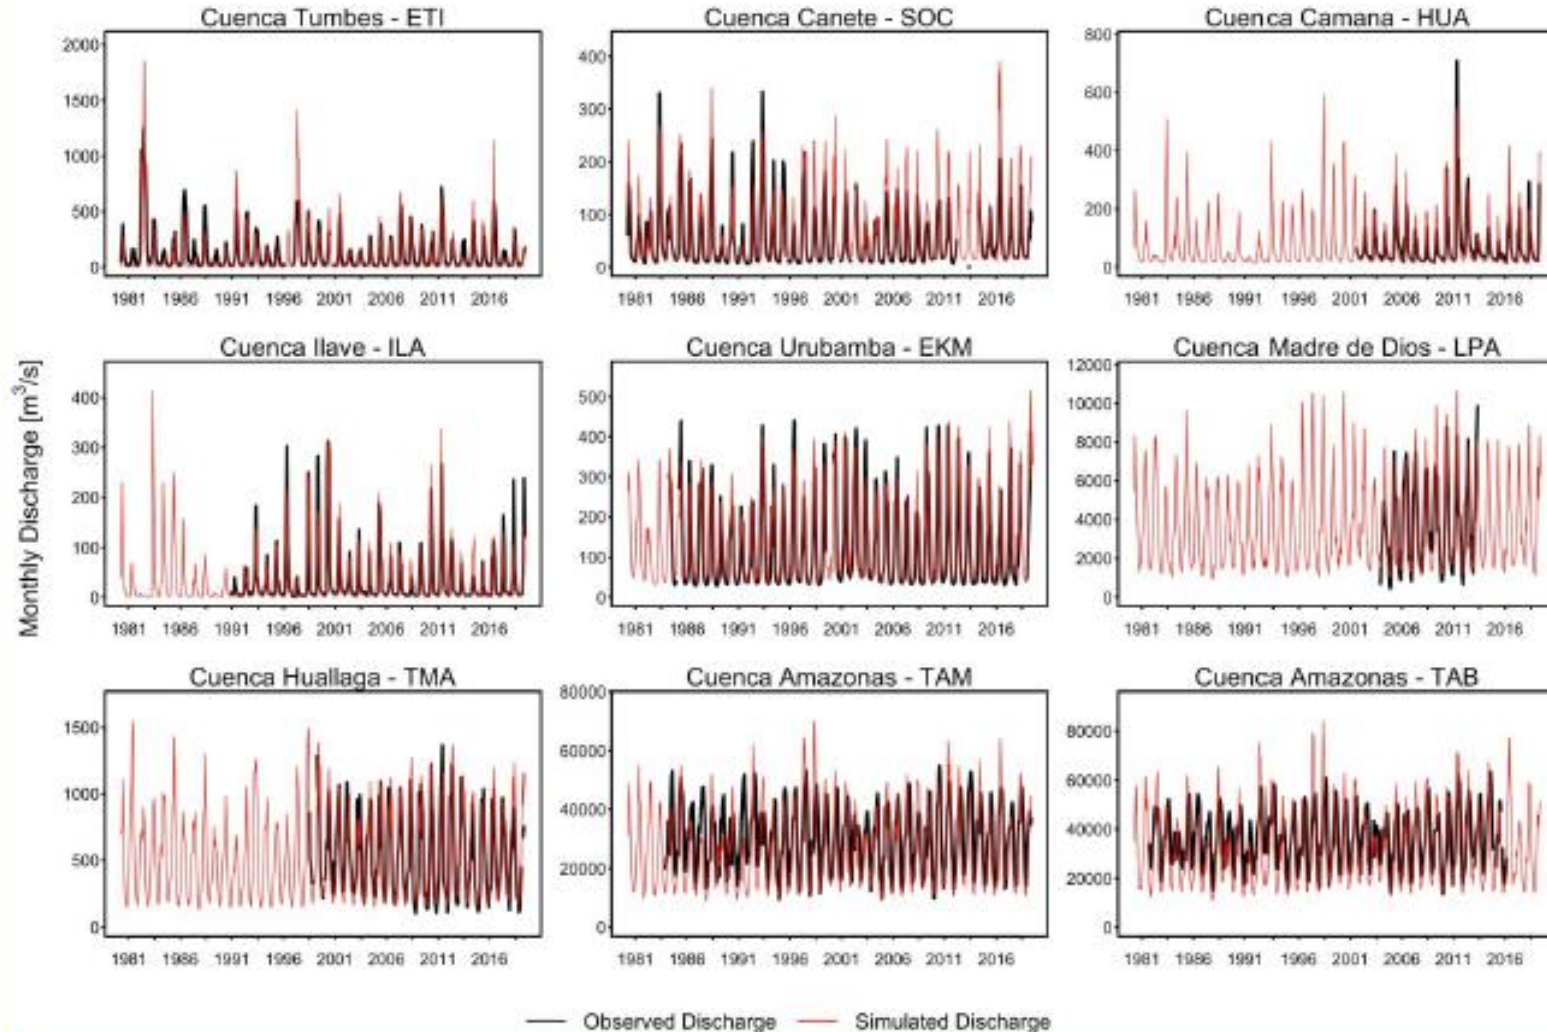 Cuenca Tumbes - ETI
Cuenca Canete - SOC
Cuenca Camana - HUA
2000
1500
1000
500
0
400
300
200
100
0
800
600
400
200
0
1981 1986 1991 1996 2001 2006 2011 2016
1981 1986 1991 1996 2001 2006 2011 2016
1981 1986 1991 1996 2001 2006 2011 2016
Monthly Discharge [m³/s]
Cuenca Ilave - ILA
Cuenca Urubamba - EKM
Cuenca Madre de Dios - LPA
400
300
200
100
0
500
400
300
200
100
0
12000
10000
8000
6000
4000
2000
0
1981 1986 1991 1996 2001 2006 2011 2016
1981 1986 1991 1996 2001 2006 2011 2016
1981 1986 1991 1996 2001 2006 2011 2016
Cuenca Huallaga - TMA
Cuenca Amazonas - TAM
Cuenca Amazonas - TAB
1500
1000
500
0
80000
60000
40000
20000
0
80000
60000
40000
20000
0
1981 1986 1991 1996 2001 2006 2011 2016
1981 1986 1991 1996 2001 2006 2011 2016
1981 1986 1991 1996 2001 2006 2011 2016
Observed Discharge
Simulated Discharge